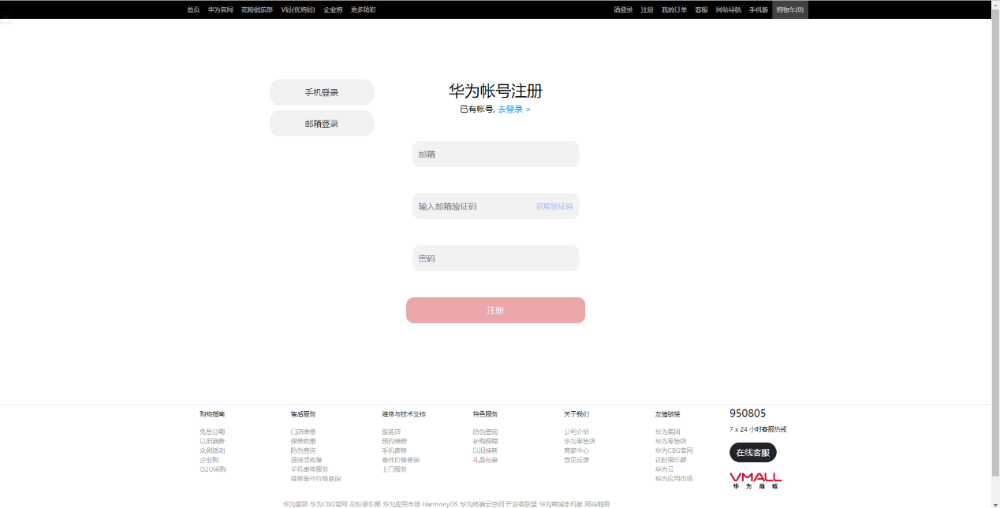 首页 华为官网 花粉俱乐部 V码(优购码) 企业购 更多精彩 请登录 注册 我的订单 客服 网站导航 手机版 购物车(0)
手机登录
邮箱登录
华为帐号注册
已有帐号, 去登录 >
邮箱
输入邮箱验证码 获取验证码
密码
注册
购物指南
免息分期
以旧换新
众测活动
企业购
O2O采购
售后服务
门店维修
保修政策
防伪查询
退换货政策
手机寄修服务
维修备件价格查询
维修与技术支持
服务店
预约维修
手机寄修
备件价格查询
上门服务
特色服务
防伪查询
补购保障
以旧换新
礼品包装
关于我们
公司介绍
华为零售店
商家中心
意见反馈
友情链接
华为集团
华为零售店
华为CBG官网
花粉俱乐部
华为云
华为应用市场
950805
7 x 24 小时客服热线
在线客服
VMALL
华为商城
华为集团 华为CBG官网 花粉俱乐部 华为应用市场 HarmonyOS 华为终端云空间 开发者联盟 华为商城手机版 网站地图